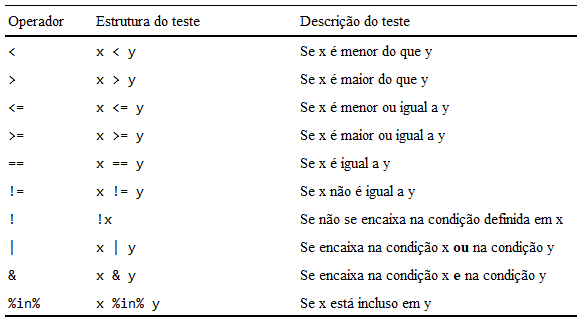 Operador Estrutura do teste Descrição do teste
< x < y Se x é menor do que y
> x > y Se x é maior do que y
<= x <= y Se x é menor ou igual a y
>= x >= y Se x é maior ou igual a y
== x == y Se x é igual a y
!= x != y Se x não é igual a y
! !x Se não se encaixa na condição definida em x
| x | y Se encaixa na condição x ou na condição y
& x & y Se encaixa na condição x e na condição y
%in% x %in% y Se x está incluso em y